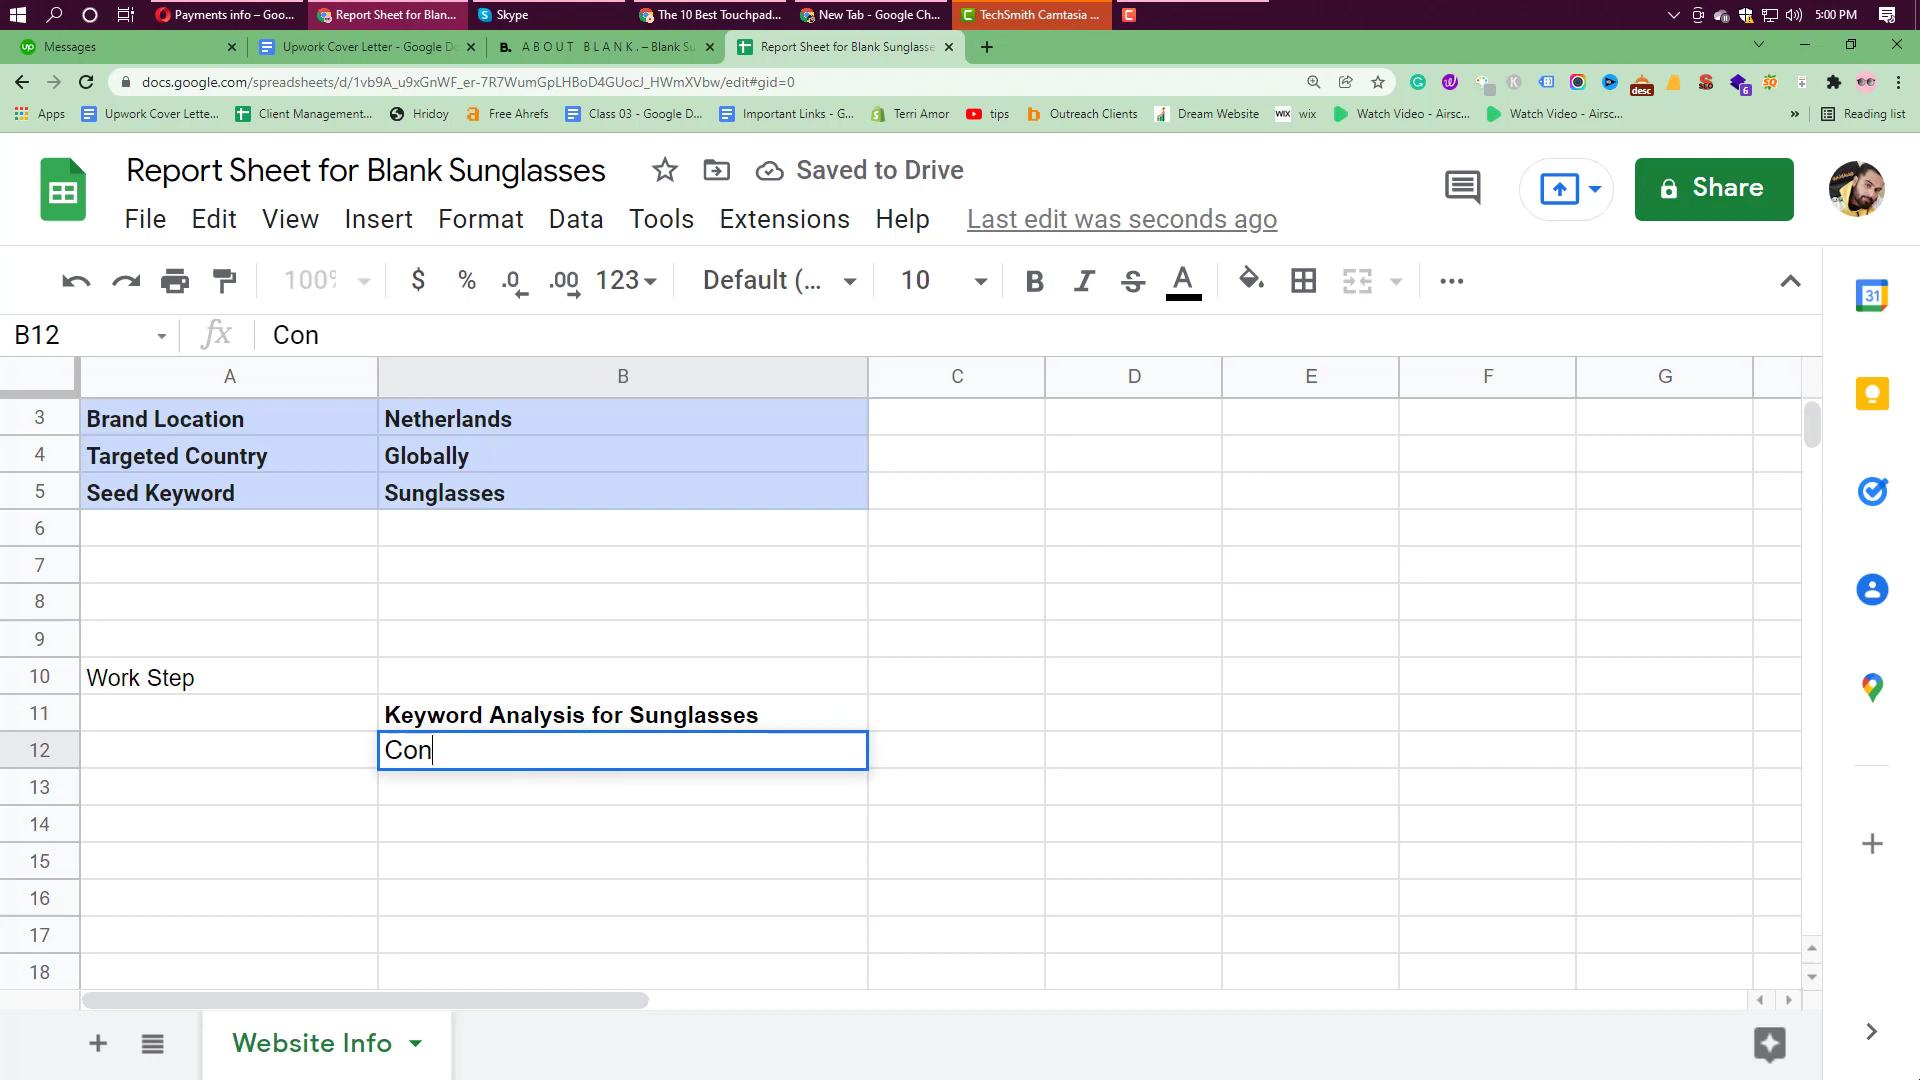 Payments info – Goo...
Report Sheet for Blan...
Skype
The 10 Best Touchpad...
New Tab - Google Ch...
TechSmith Camtasia ...
5:00 PM
Messages
Upwork Cover Letter - Google D
B. A B O U T B L A N K . – Blank Su
Report Sheet for Blank Sunglasse
docs.google.com/spreadsheets/d/1vb9A_u9xGnWF_er-7R7WumGpLHBoD4GUocJ_HWmXVbw/edit#gid=0
Apps
Upwork Cover Lette...
Client Management...
Hridoy
Free Ahrefs
Class 03 - Google D...
Important Links - G...
Terri Amor
tips
Outreach Clients
Dream Website
WIX wix
Watch Video - Airsc...
Watch Video - Airsc...
Reading list
Report Sheet for Blank Sunglasses
Saved to Drive
Share
File Edit View Insert Format Data Tools Extensions Help Last edit was seconds ago
100% $ % .0 .00 123 Default (... 10 B I S A
B12 fx Con
A B C D E F G
3 Brand Location Netherlands
4 Targeted Country Globally
5 Seed Keyword Sunglasses
6
7
8
9
10 Work Step
11 Keyword Analysis for Sunglasses
12 Con
13
14
15
16
17
18
Website Info
31
desc
6